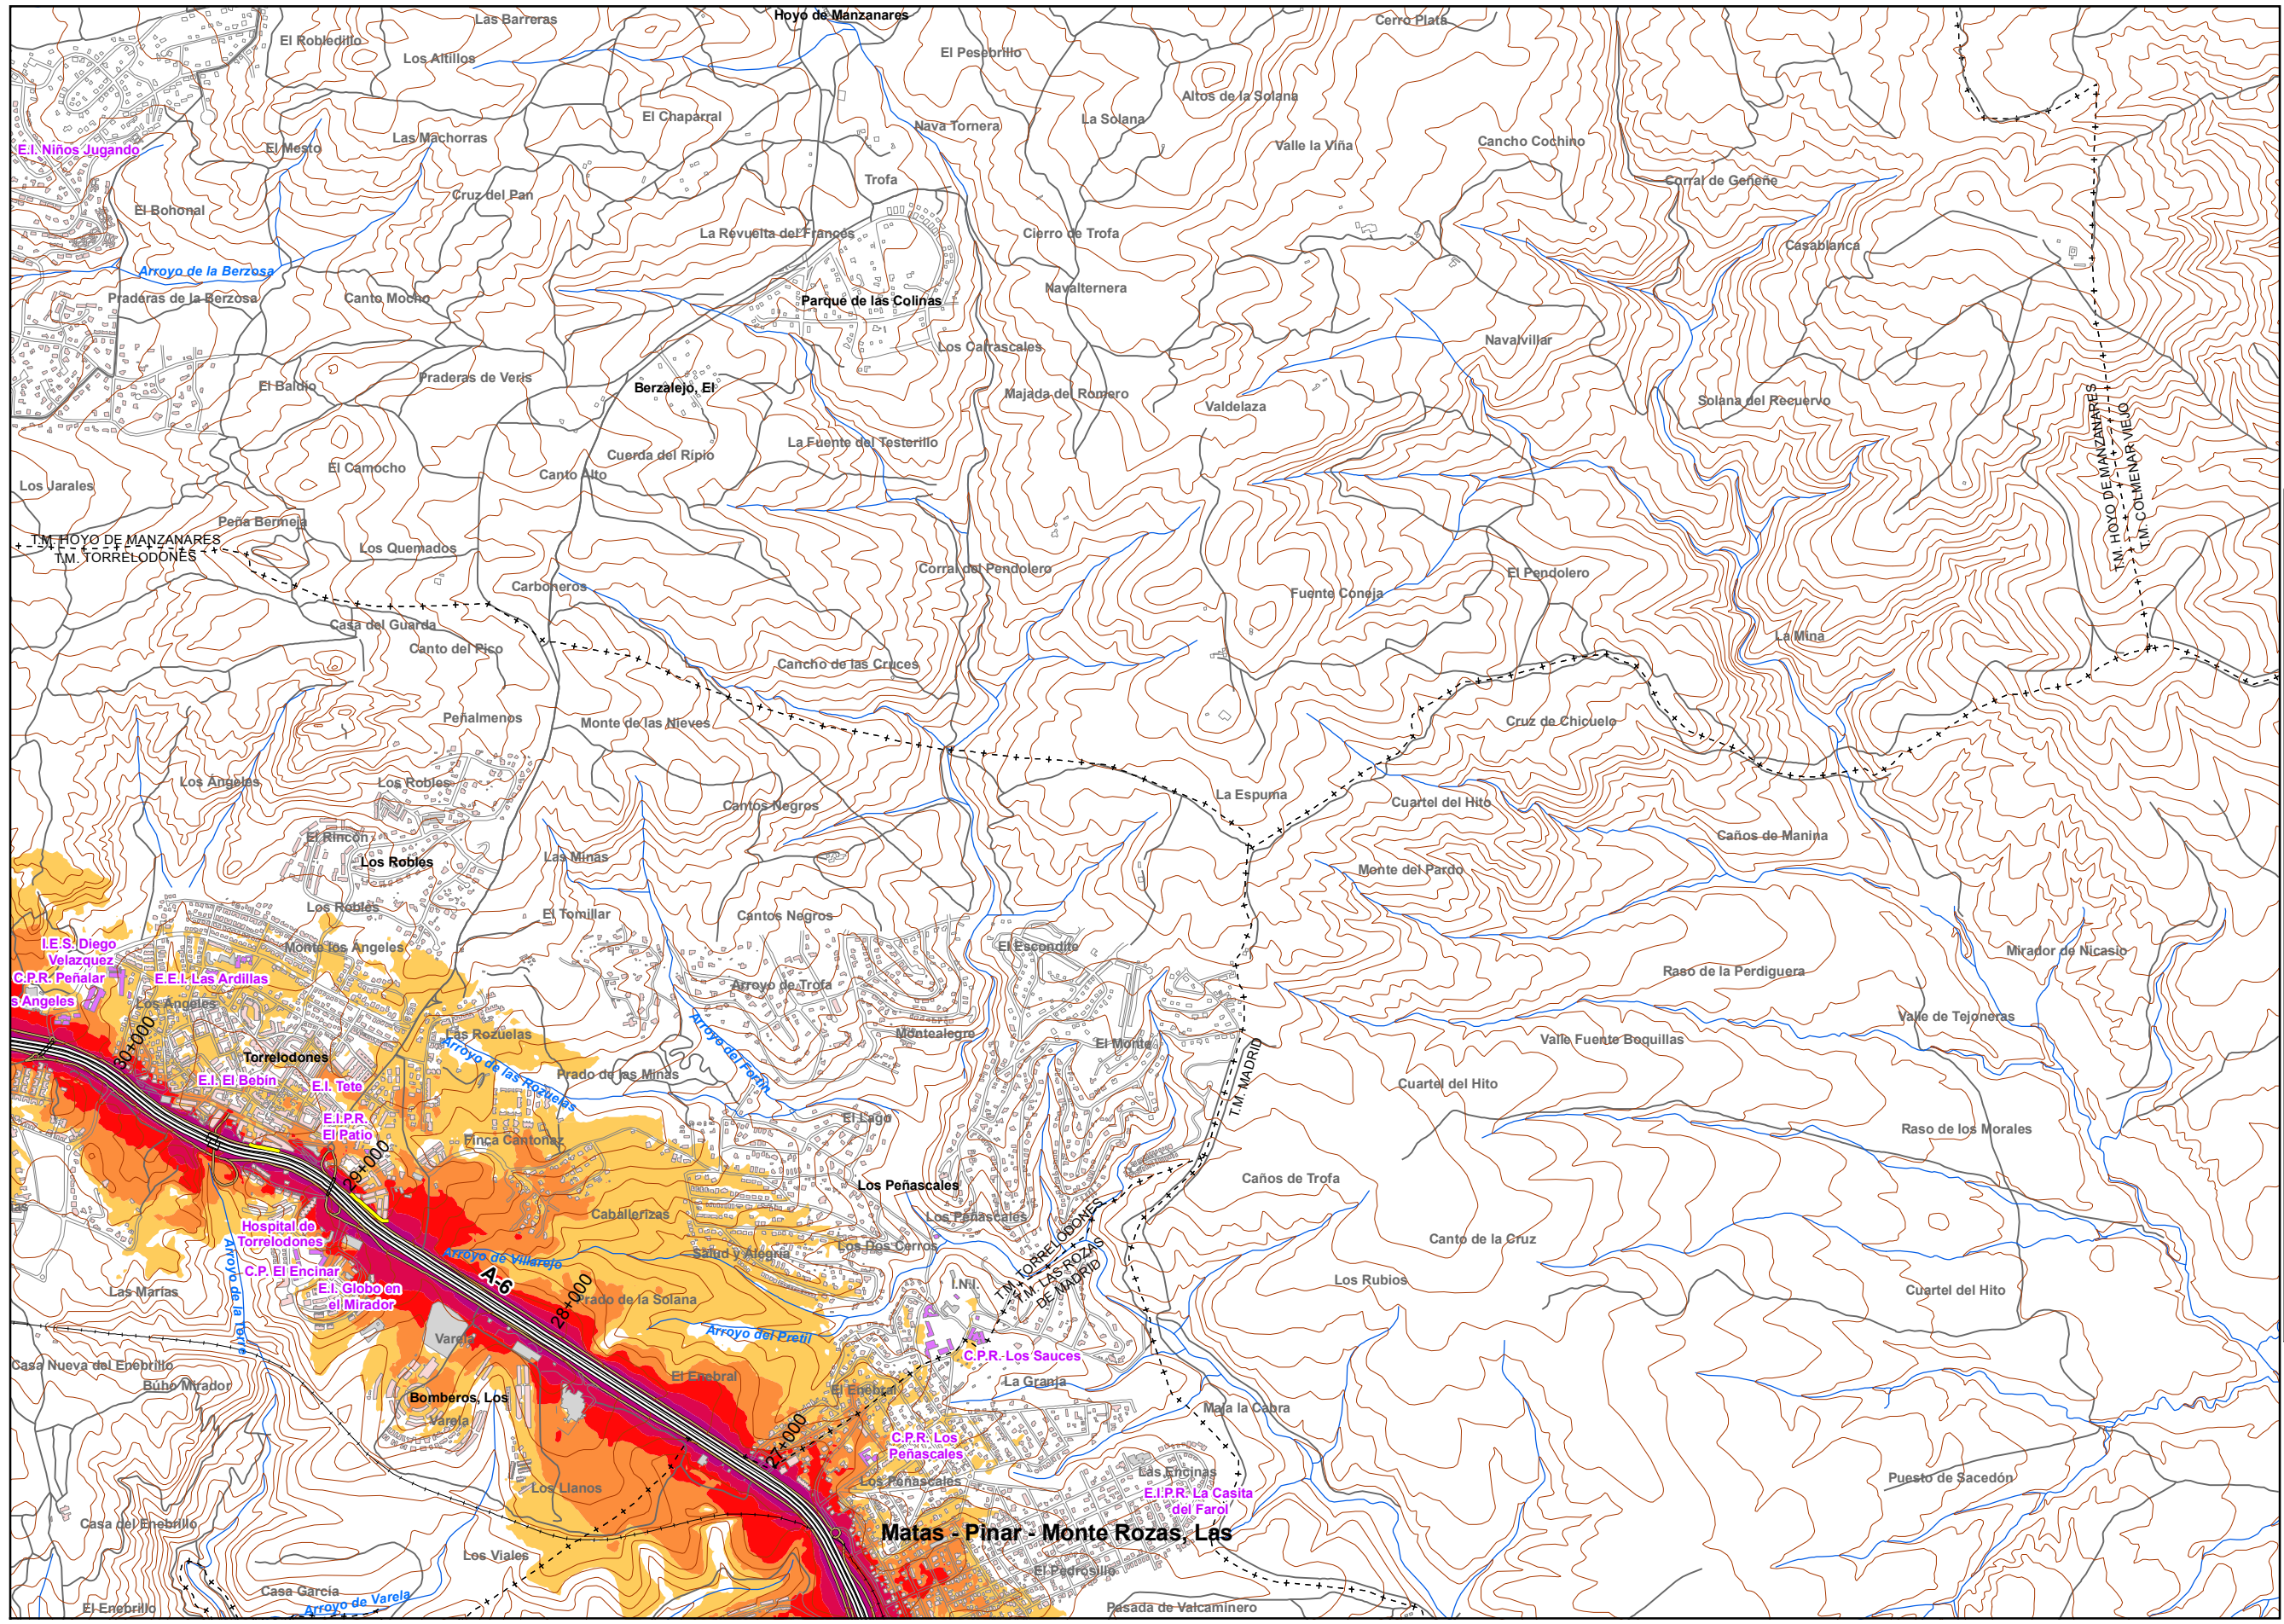 Las Barreras
Hoyo de Manzanares
Cerro Plata
El Robledillo
Los Altillos
El Pesebrillo
Altos de la Solana
El Chaparral
Nava Tornera
La Solana
E.I. Niños Jugando
El Mesto
Las Machorras
Valle la Viña
Cancho Cochino
Trofa
Corral de Geñeñe
Cruz del Pan
El Bohonal
La Revuelta del Francés
Cierro de Trofa
Casablanca
Arroyo de la Berzosa
Praderas de la Berzosa
Canto Mocho
Parque de las Colinas
Navalternera
Los Carrascales
Navalvillar
El Baldío
Praderas de Veris
Berzalejo, El
Majada del Romero
Valdelaza
Solana del Recuervo
T.M. HOYO DE MANZANARES
T.M. COLMENAR VIEJO
La Fuente del Testerillo
Cuerda del Ripio
El Camocho
Canto Alto
Los Jarales
Peña Bermeja
T.M. HOYO DE MANZANARES
T.M. TORRELODONES
Los Quemados
Carboneros
Corral del Pendolero
El Pendolero
Fuente Coneja
Casa del Guarda
La Mina
Canto del Pico
Cancho de las Cruces
Peñalmenos
Monte de las Nieves
Cruz de Chicuelo
Los Ángeles
Los Robles
La Espuma
Cantos Negros
Cuartel del Hito
El Rincón
Caños de Manina
Los Robles
Las Minas
Monte del Pardo
Los Robles
El Tomillar
Cantos Negros
I.E.S. Diego
Velazquez
Monte los Ángeles
El Escondite
Mirador de Nicasio
C.P.R. Peñalar
E.E.I. Las Ardillas
Raso de la Perdiguera
s Angeles
Los Ángeles
Arroyo de Trofa
Valle de Tejoneras
30+000
Las Rozuelas
Montealegre
El Monte
Valle Fuente Boquillas
Torrelodones
Arroyo de las Rozuelas
Arroyo del Fortín
T.M. MADRID
E.I. El Bebín
E.I. Tete
Prado de las Minas
Cuartel del Hito
E.I.P.R.
El Patio
El Lago
Finca Cantonaz
Raso de los Morales
29+000
Los Peñascales
Caños de Trofa
Caballerizas
Los Peñascales
Hospital de
Torrelodones
Arroyo de la Torre
Arroyo de Villarejo
Salud y Alegría
Los Dos Cerros
T.M. TORRELODONES
T.M. LAS ROZAS
DE MADRID
Canto de la Cruz
C.P. El Encinar
A-6
I.N.I.
Los Rubios
Las Marías
E.I. Globo en
el Mirador
28+000
Prado de la Solana
Cuartel del Hito
Varela
Arroyo del Pretil
C.P.R. Los Sauces
Casa Nueva del Enebrillo
Búho Mirador
El Enebral
El Enebral
La Granja
Bomberos, Los
Varela
Maja la Cabra
27+000
C.P.R. Los
Peñascales
Las Encinas
Los Peñascales
Los Llanos
Puesto de Sacedón
E.I.P.R. La Casita
del Farol
Casa del Enebrillo
Matas - Pinar - Monte Rozas, Las
Los Viales
El Pedrosillo
Casa García
Arroyo de Varela
El Enebrillo
Pasada de Valcaminero